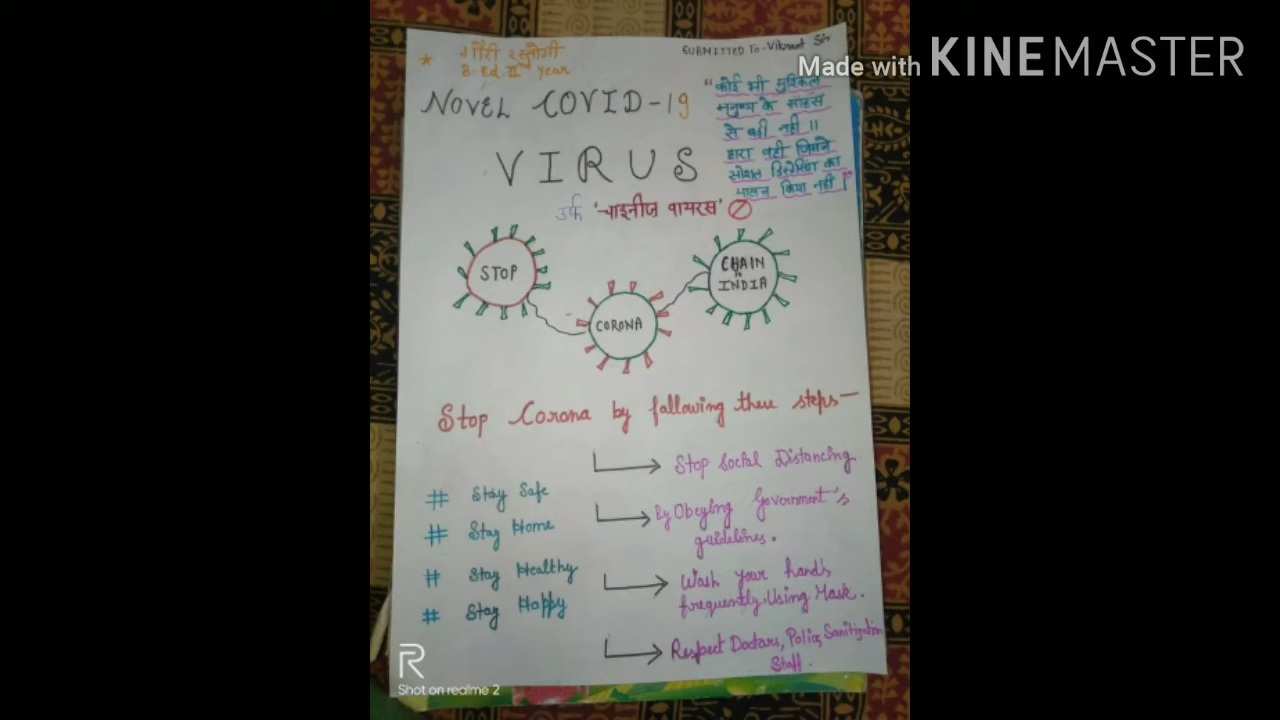 गौरी रस्तोगी
B. Ed IInd year
SUBMITTED To- Vikrant Sir
Made with KINEMASTER
NOVEL COVID-19
VIRUS
उर्फ 'चाइनीज वायरस'
"कोई भी मुश्किल
मनुष्य के साहस
से बड़ी नहीं ॥
हारा वही जिसने
सोशल डिस्टेंसिंग का
पालन किया नहीं।"
STOP
CORONA
CHAIN
in
INDIA
Stop Corona by following these steps-
Stop Social Distancing
By Obeying Government's
guidelines.
Wash your hands
frequently, Using Mask.
Respect Doctors, Police, Sanitization
Staff.
# Stay Safe
# Stay Home
# Stay Healthy
# Stay Happy
R
Shot on realme 2